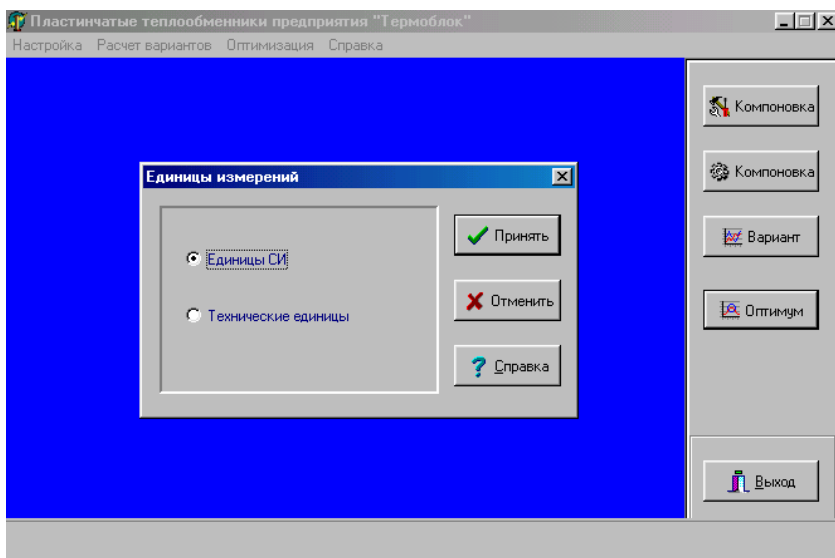 Пластинчатые теплообменники предприятия "Термоблок"
Настройка Расчет вариантов Оптимизация Справка
Компоновка
Компоновка
Вариант
Оптимум
Выход
Единицы измерений
Единицы СИ
Технические единицы
Принять
Отменить
Справка